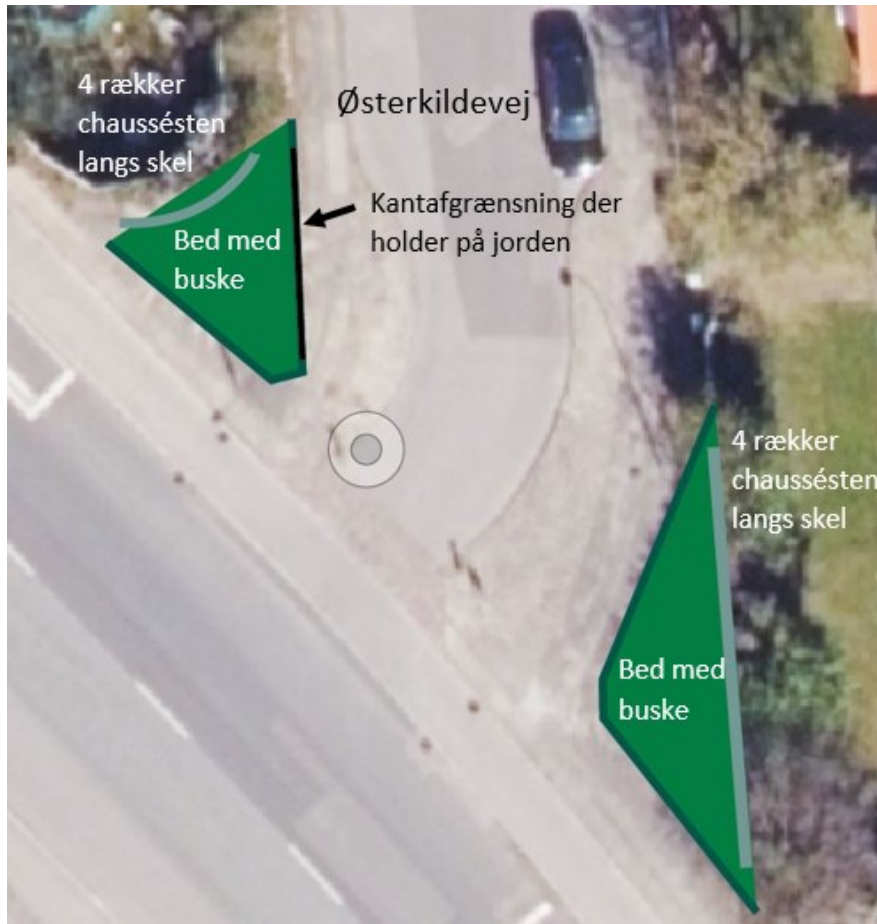 4 rækker
chaussésten
langs skel
Østerkildevej
Kantafgrænsning der
holder på jorden
Bed med
buske
4 rækker
chaussésten
langs skel
Bed med
buske